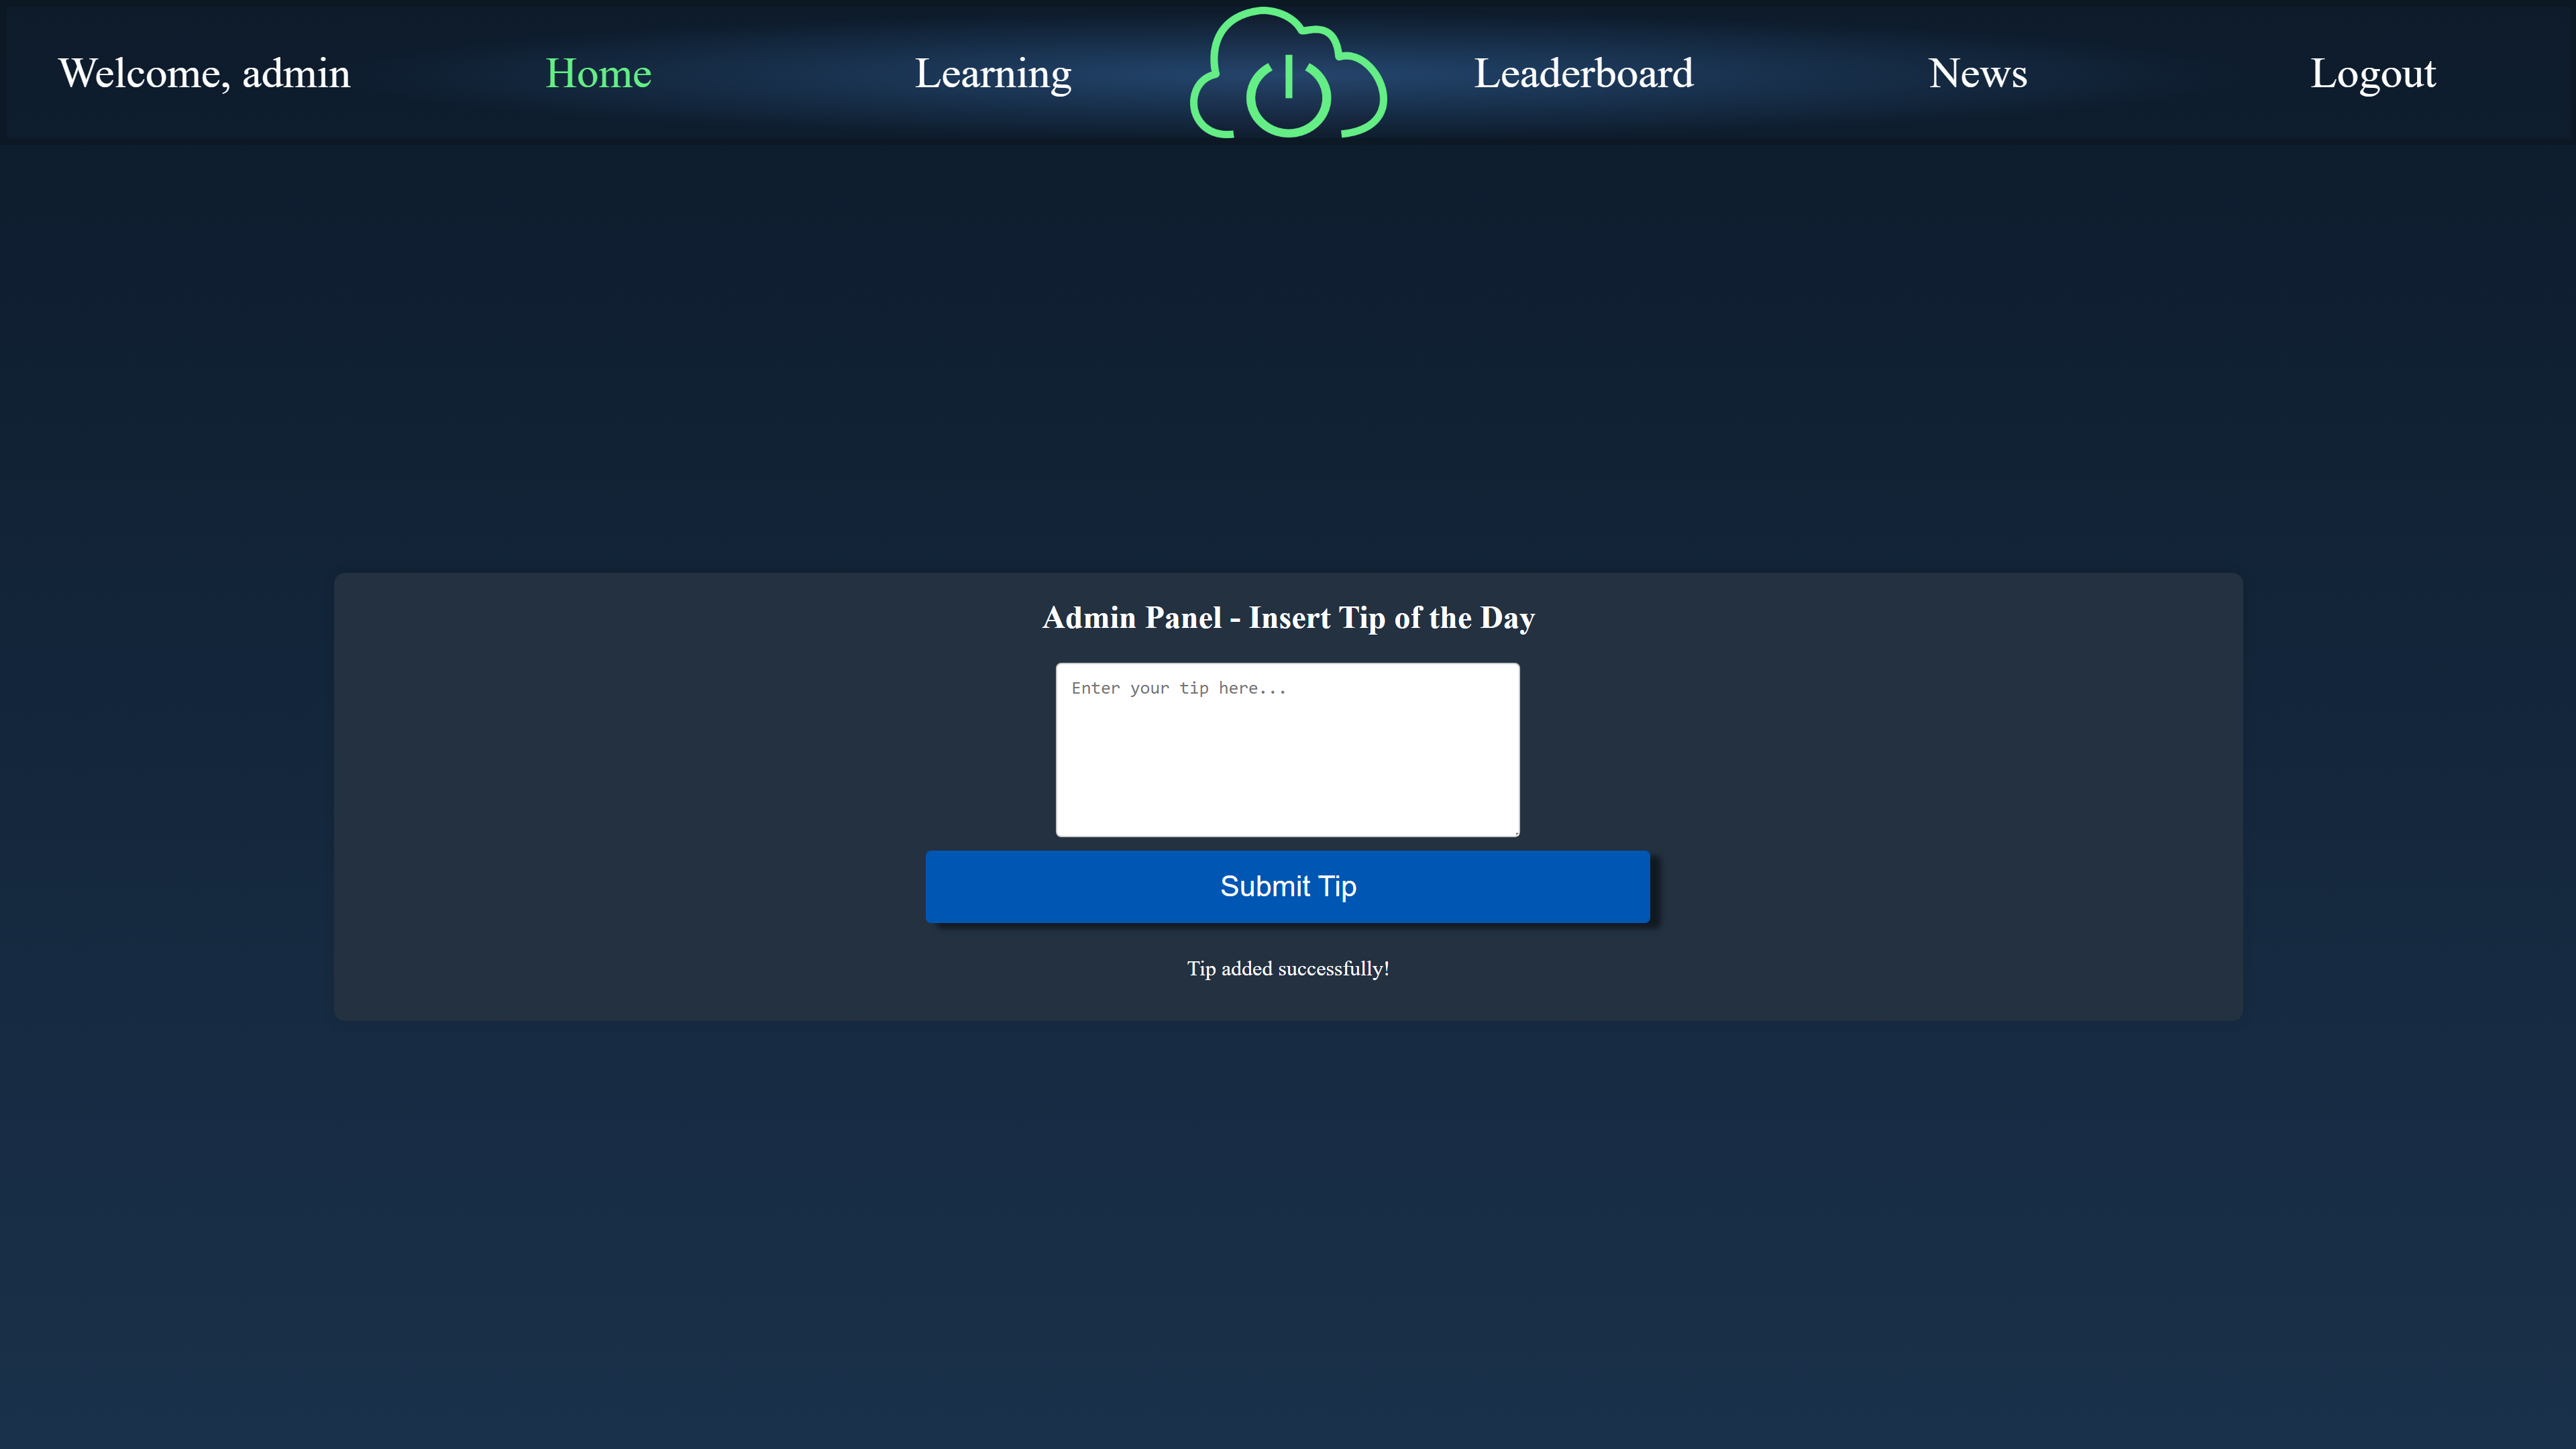 Welcome, admin
Home
Learning
Leaderboard
News
Logout
Admin Panel - Insert Tip of the Day
Enter your tip here...
Submit Tip
Tip added successfully!